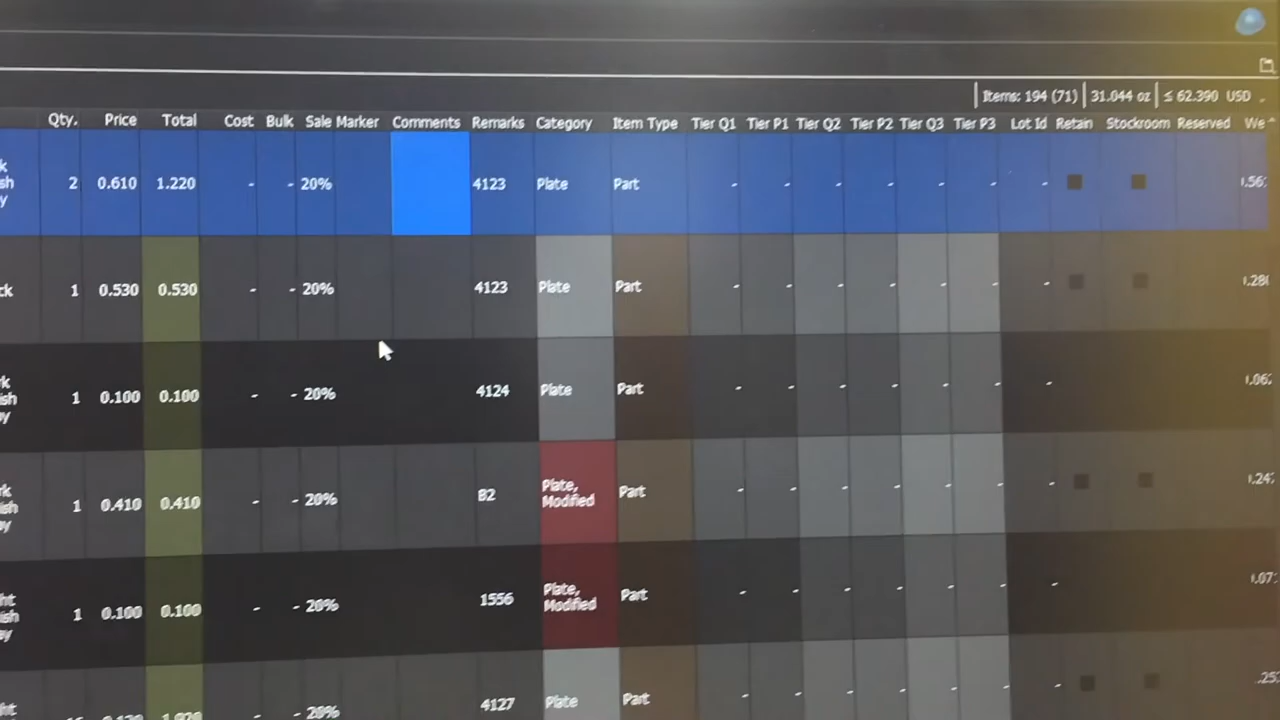 Items: 194 (71) 31.044 oz ≤ 62.390 USD
Qty. Price Total Cost Bulk Sale Marker Comments Remarks Category Item Type Tier Q1 Tier P1 Tier Q2 Tier P2 Tier Q3 Tier P3 Lot Id Retain Stockroom Reserved We
2 0.610 1.220 - - 20% 4123 Plate Part - - - - - - -
1 0.530 0.530 - - 20% 4123 Plate Part - - - - - - -
1 0.100 0.100 - - 20% 4124 Plate Part - - - - - - -
1 0.410 0.410 - - 20% B2 Plate, Modified Part - - - - - - -
1 0.100 0.100 - - 20% 1556 Plate, Modified Part - - - - - - -
- - 20% 4127 Plate Part - - - - - - -